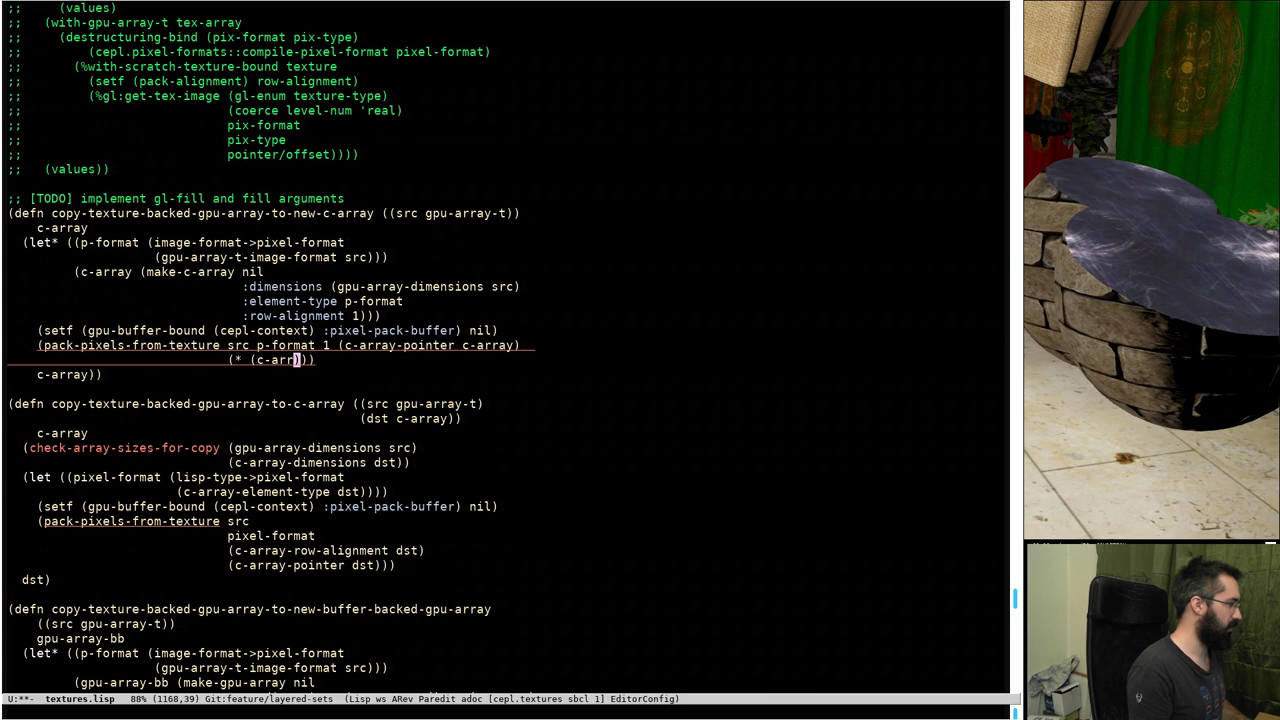 ;;     (values)
;;   (with-gpu-array-t tex-array
;;     (destructuring-bind (pix-format pix-type)
;;         (cepl.pixel-formats::compile-pixel-format pixel-format)
;;       (%with-scratch-texture-bound texture
;;         (setf (pack-alignment) row-alignment)
;;         (%gl:get-tex-image (gl-enum texture-type)
;;                            (coerce level-num 'real)
;;                            pix-format
;;                            pix-type
;;                            pointer/offset))))
;;   (values))
;; [TODO] implement gl-fill and fill arguments
(defn copy-texture-backed-gpu-array-to-new-c-array ((src gpu-array-t))
    c-array
  (let* ((p-format (image-format->pixel-format
                    (gpu-array-t-image-format src)))
         (c-array (make-c-array nil
                                :dimensions (gpu-array-dimensions src)
                                :element-type p-format
                                :row-alignment 1)))
    (setf (gpu-buffer-bound (cepl-context) :pixel-pack-buffer) nil)
    (pack-pixels-from-texture src p-format 1 (c-array-pointer c-array)
                              (* (c-arr)))
    c-array))
(defn copy-texture-backed-gpu-array-to-c-array ((src gpu-array-t)
                                                (dst c-array))
    c-array
  (check-array-sizes-for-copy (gpu-array-dimensions src)
                              (c-array-dimensions dst))
  (let ((pixel-format (lisp-type->pixel-format
                       (c-array-element-type dst))))
    (setf (gpu-buffer-bound (cepl-context) :pixel-pack-buffer) nil)
    (pack-pixels-from-texture src
                              pixel-format
                              (c-array-row-alignment dst)
                              (c-array-pointer dst)))
  dst)
(defn copy-texture-backed-gpu-array-to-new-buffer-backed-gpu-array
    ((src gpu-array-t))
    gpu-array-bb
  (let* ((p-format (image-format->pixel-format
                    (gpu-array-t-image-format src)))
         (gpu-array-bb (make-gpu-array nil
U:**-  textures.lisp   88% (1168,39) Git:feature/layered-sets  (Lisp ws ARev Paredit adoc [cepl.textures sbcl 1] EditorConfig)